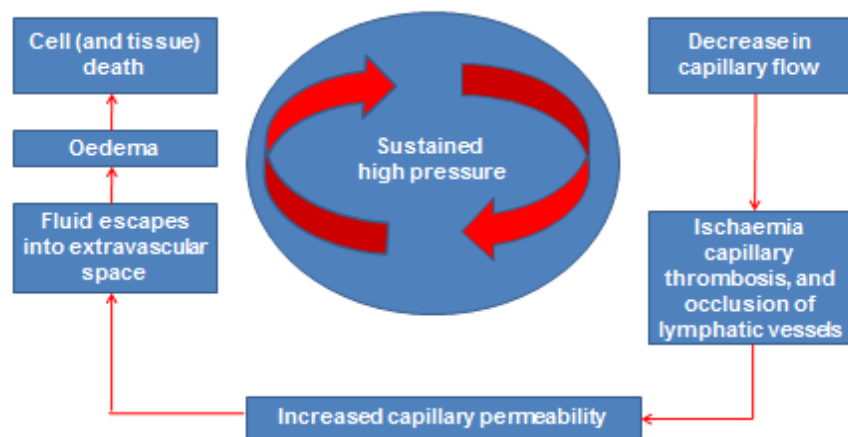 Cell (and tissue)
death
Oedema
Fluid escapes
into extravascular
space
Sustained
high pressure
Decrease in
capillary flow
Ischaemia
capillary
thrombosis, and
occlusion of
lymphatic vessels
Increased capillary permeability